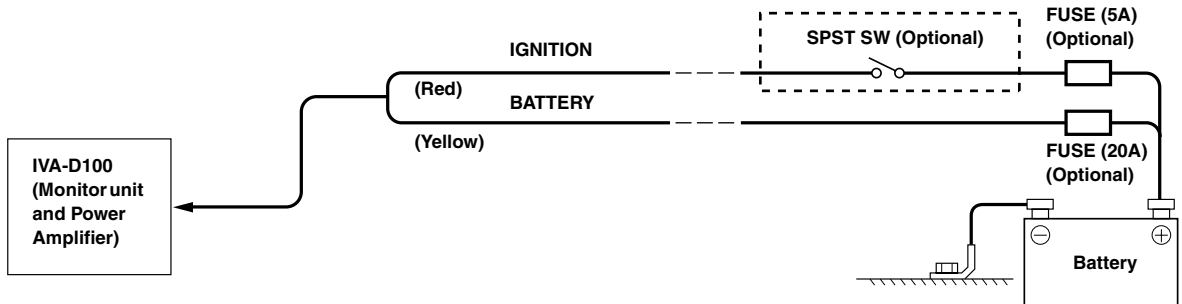 FUSE (5A)
(Optional)
SPST SW (Optional)
IGNITION
(Red)
BATTERY
(Yellow)
FUSE (20A)
(Optional)
IVA-D100
(Monitor unit
and Power
Amplifier)
− +
Battery